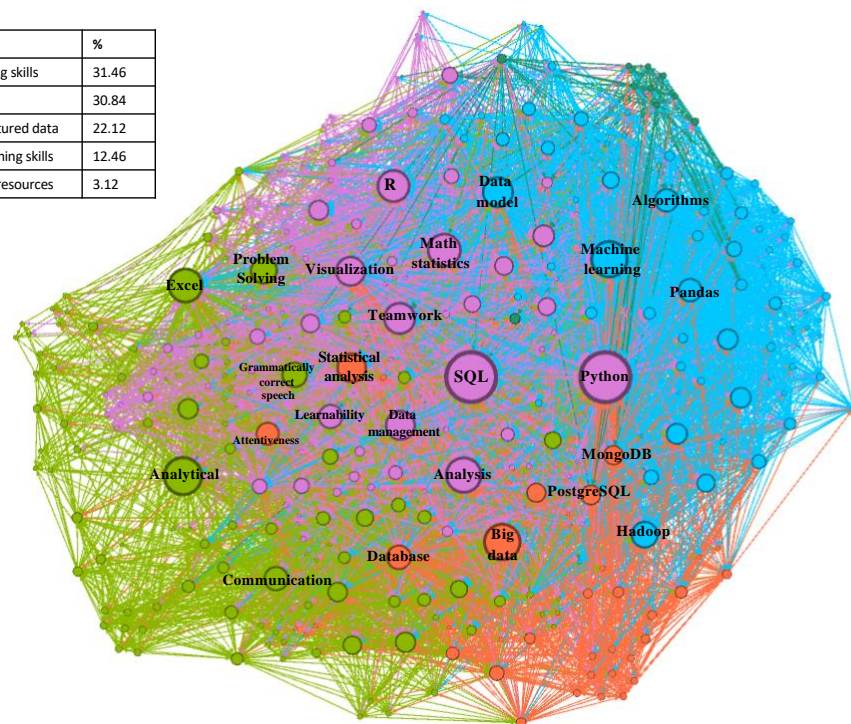 %
g skills 31.46
30.84
tured data 22.12
ning skills 12.46
resources 3.12
R
Data
model
Algorithms
Math
statistics
Machine
learning
Problem
Solving
Visualization
Excel
Pandas
Teamwork
Statistical
analysis
Grammatically
correct
speech
SQL
Python
Learnability
Data
management
Attentiveness
MongoDB
Analytical
Analysis
PostgreSQL
Big
data
Hadoop
Database
Communication